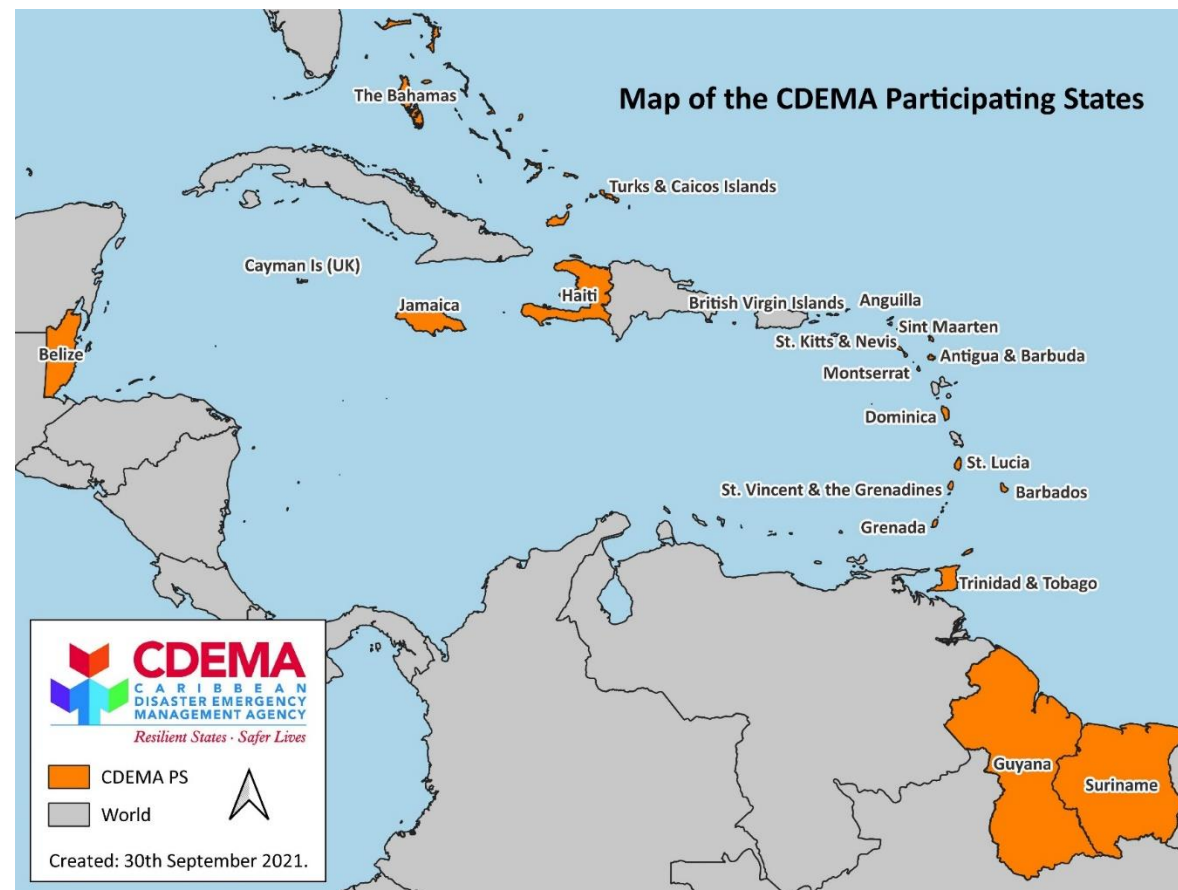 Map of the CDEMA Participating States
The Bahamas
Turks & Caicos Islands
Cayman Is (UK)
Jamaica
Haiti
British Virgin Islands
Anguilla
Sint Maarten
St. Kitts & Nevis
Antigua & Barbuda
Belize
Montserrat
Dominica
St. Lucia
St. Vincent & the Grenadines
Barbados
Grenada
Trinidad & Tobago
Guyana
Suriname
CDEMA
CARIBBEAN
DISASTER EMERGENCY
MANAGEMENT AGENCY
Resilient States · Safer Lives
CDEMA PS
World
Created: 30th September 2021.